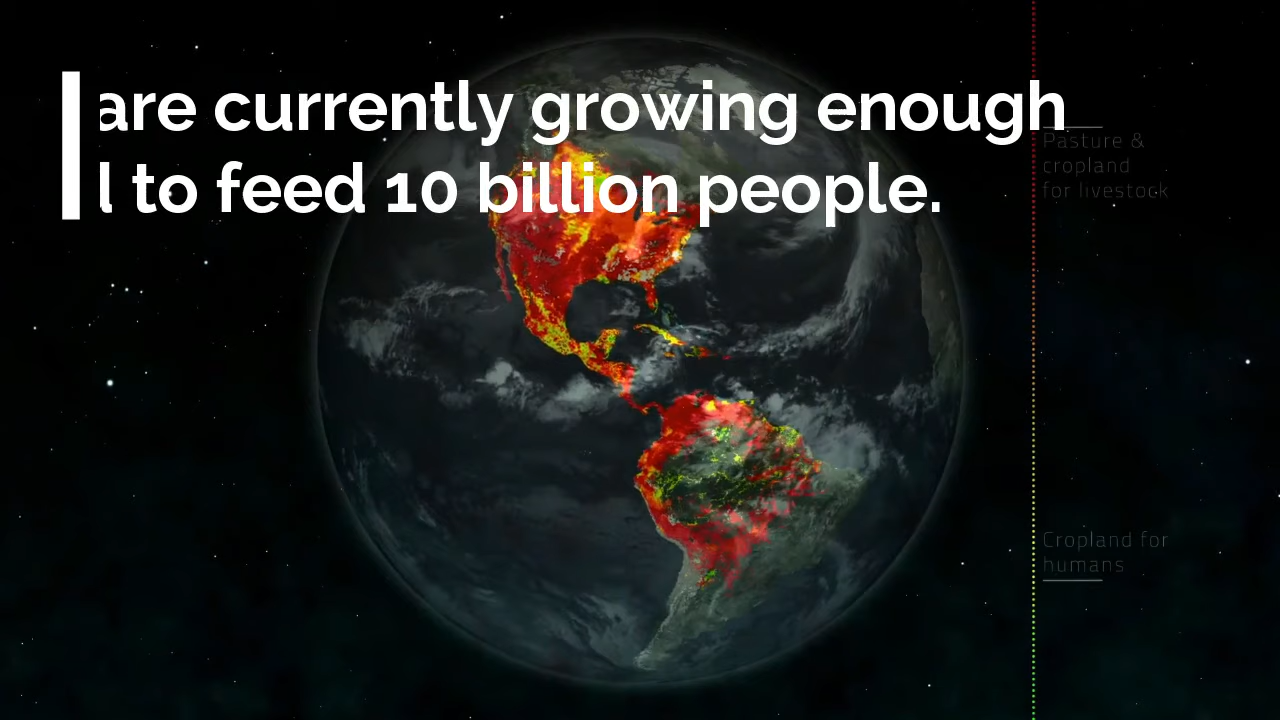 are currently growing enough
l to feed 10 billion people.
Pasture &
cropland
for livestock
Cropland for
humans